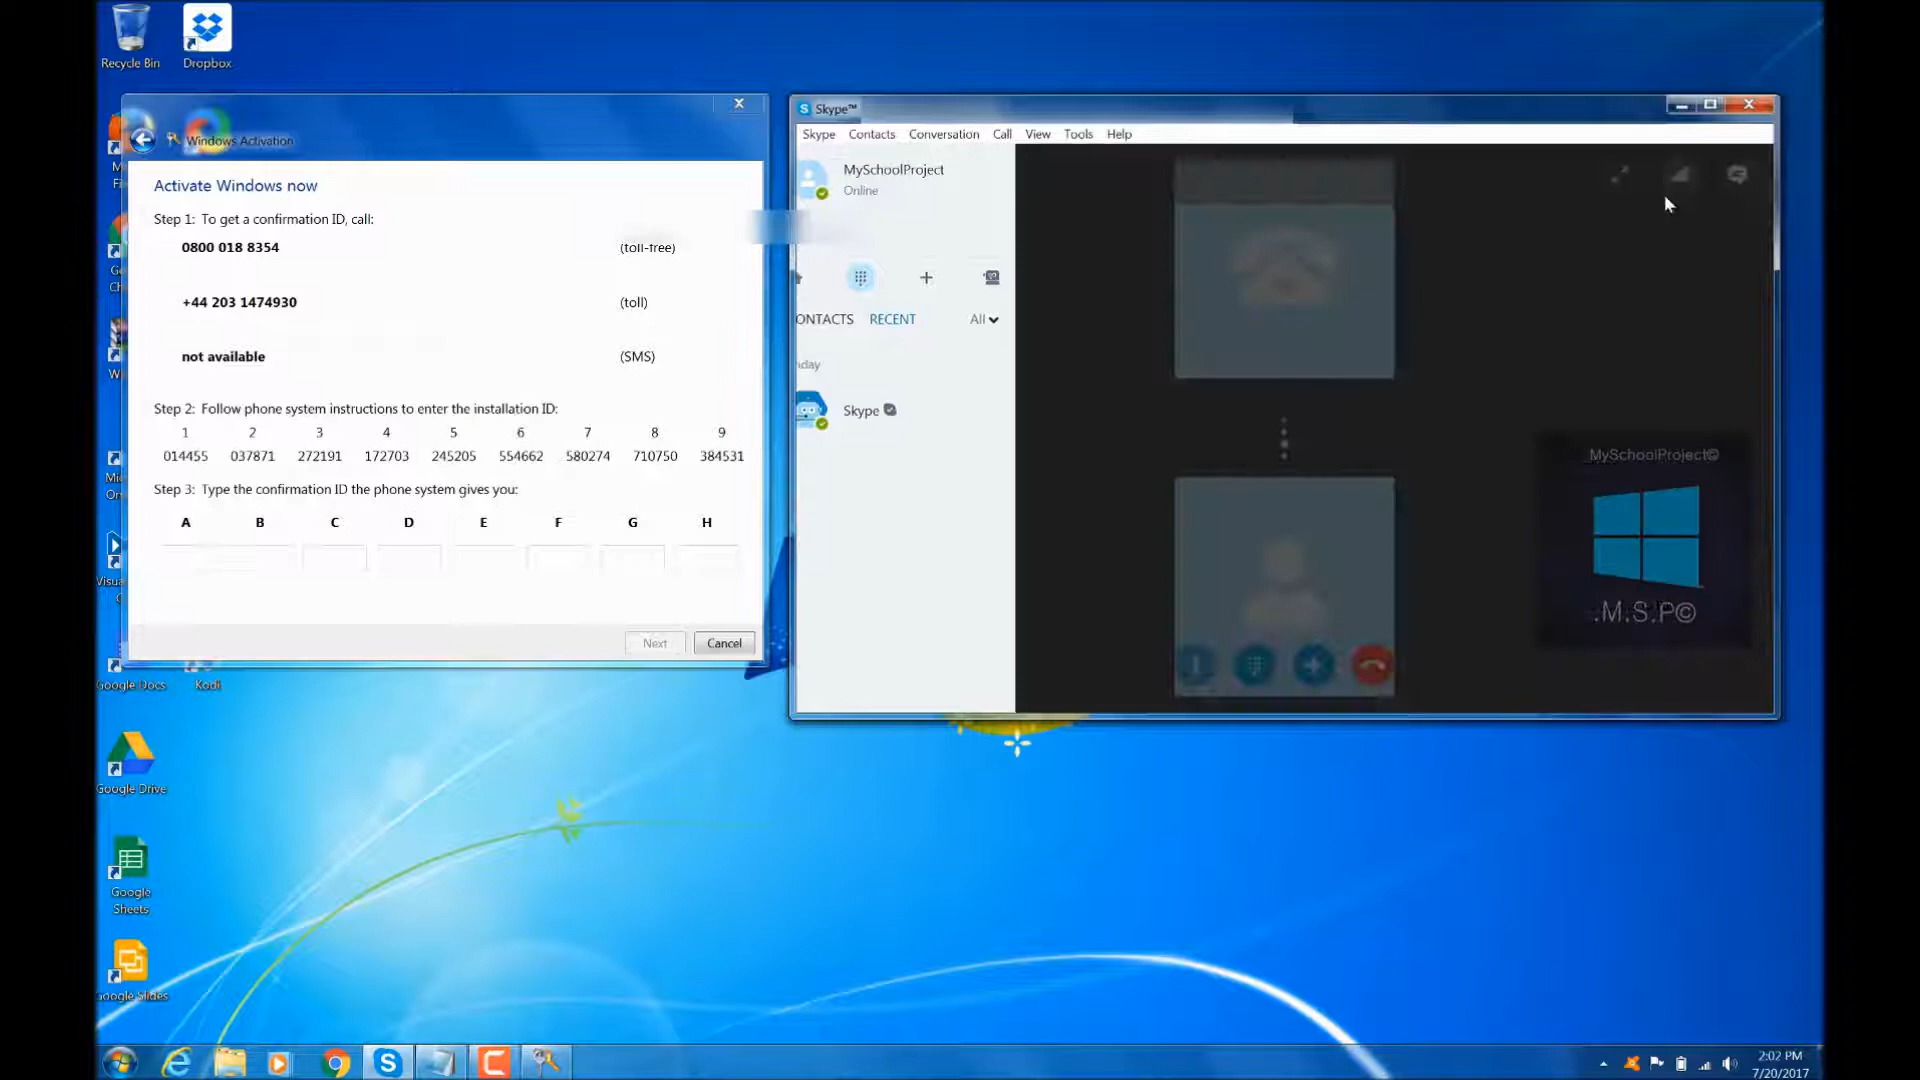 Recycle Bin
Dropbox
Windows Activation
Activate Windows now
Step 1: To get a confirmation ID, call:
0800 018 8354 (toll-free)
+44 203 1474930 (toll)
not available (SMS)
Step 2: Follow phone system instructions to enter the installation ID:
1 2 3 4 5 6 7 8 9
014455 037871 272191 172703 245205 554662 580274 710750 384531
Step 3: Type the confirmation ID the phone system gives you:
A B C D E F G H
Next
Cancel
Skype™
Skype Contacts Conversation Call View Tools Help
MySchoolProject
Online
ONTACTS RECENT All
day
Skype
MySchoolProject©
.M.S.P©
Google Docs
Kodi
Google Drive
Google
Sheets
Google Slides
2:02 PM
7/20/2017